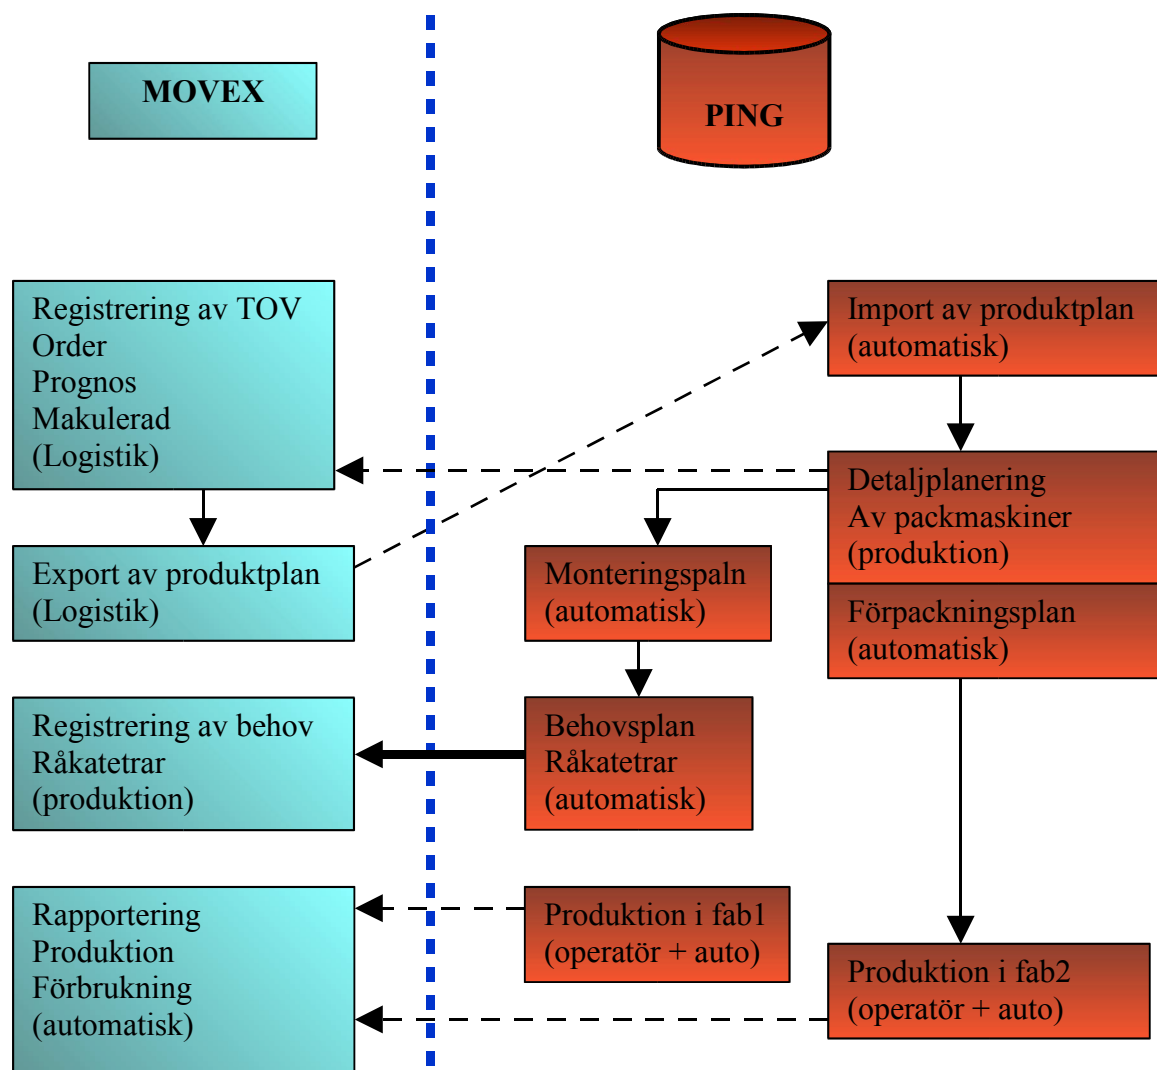 MOVEX
PING
Registrering av TOV
Order
Prognos
Makulerad
(Logistik)
Import av produktplan
(automatisk)
Detaljplanering
Av packmaskiner
(produktion)
Export av produktplan
(Logistik)
Monteringspaln
(automatisk)
Förpackningsplan
(automatisk)
Registrering av behov
Råkatetrar
(produktion)
Behovsplan
Råkatetrar
(automatisk)
Rapportering
Produktion
Förbrukning
(automatisk)
Produktion i fab1
(operatör + auto)
Produktion i fab2
(operatör + auto)